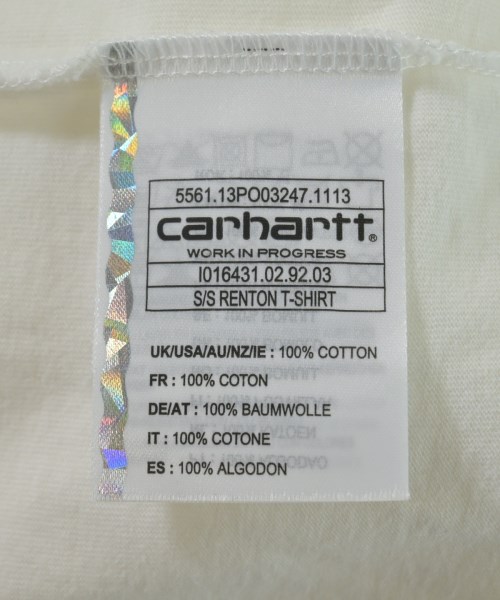 5561.13PO03247.1113
carhartt®
WORK IN PROGRESS
I016431.02.92.03
S/S RENTON T-SHIRT
UK/USA/AU/NZ/IE : 100% COTTON
FR : 100% COTON
DE/AT : 100% BAUMWOLLE
IT : 100% COTONE
ES : 100% ALGODON